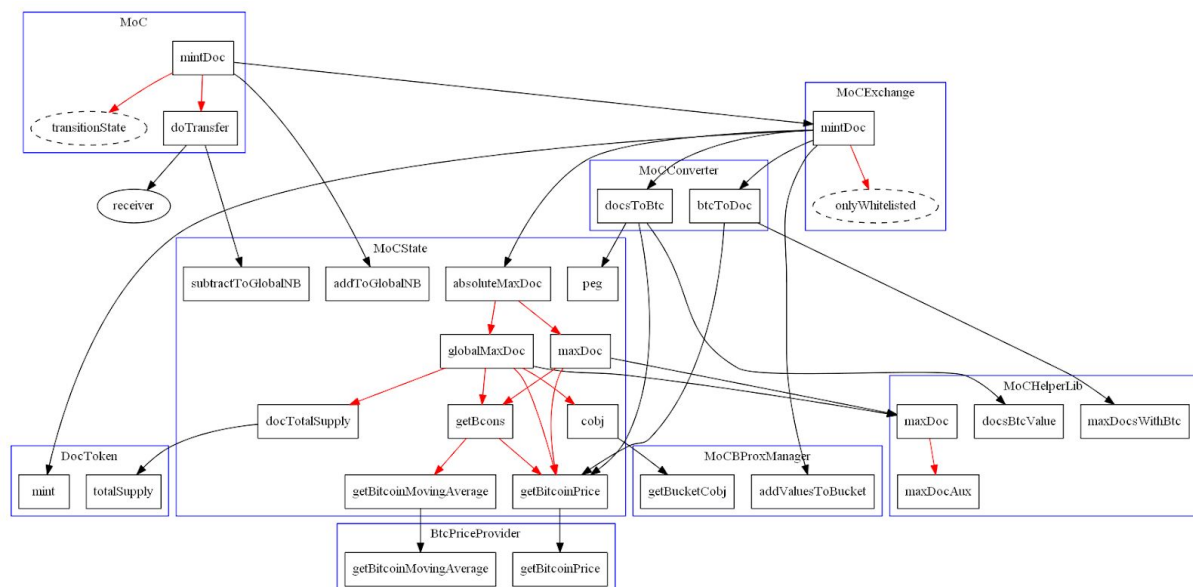 MoC
mintDoc
MoCExchange
transitionState
doTransfer
mintDoc
MoCConverter
receiver
docsToBtc
btcToDoc
onlyWhitelisted
MoCState
subtractToGlobalNB
addToGlobalNB
absoluteMaxDoc
peg
globalMaxDoc
maxDoc
MoCHelperLib
docTotalSupply
getBcons
cobj
maxDoc
docsBtcValue
maxDocsWithBtc
DocToken
MoCBProxManager
mint
totalSupply
getBitcoinMovingAverage
getBitcoinPrice
getBucketCobj
addValuesToBucket
maxDocAux
BtcPriceProvider
getBitcoinMovingAverage
getBitcoinPrice